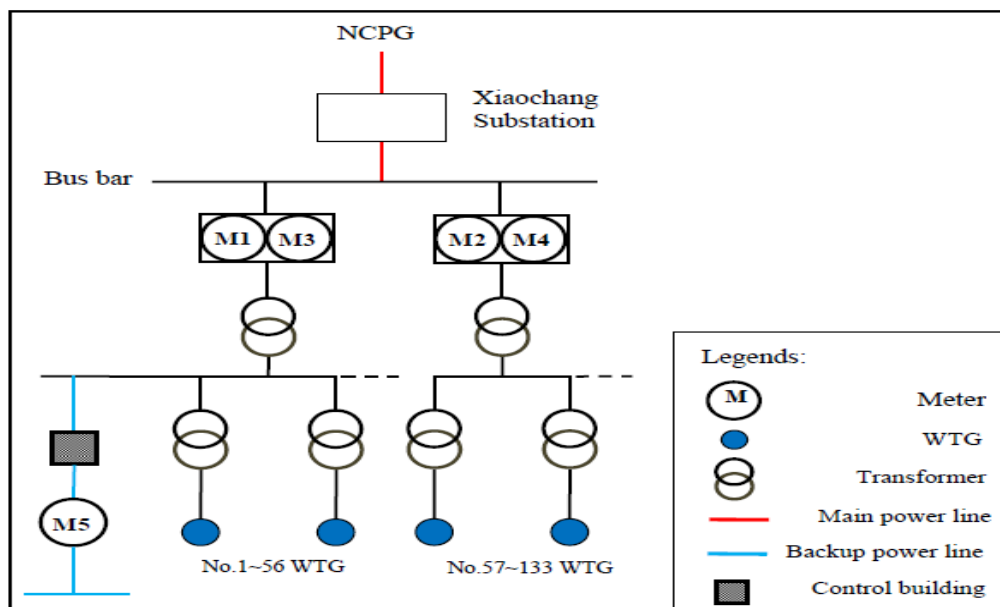 NCPG
Xiaochang
Substation
Bus bar
M1 M3 M2 M4
Legends:
M Meter
WTG
Transformer
M5
Main power line
No.1~56 WTG No.57~133 WTG
Backup power line
Control building